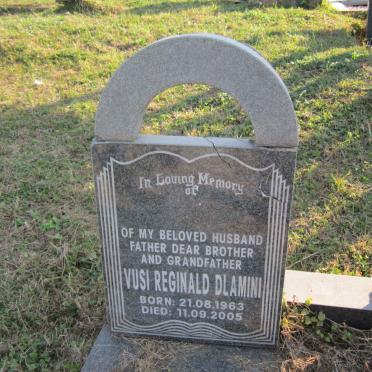 In Loving Memory
of
OF MY BELOVED HUSBAND
FATHER DEAR BROTHER
AND GRANDFATHER
VUSI REGINALD DLAMINI
BORN: 21.08.1963
DIED: 11.09.2005